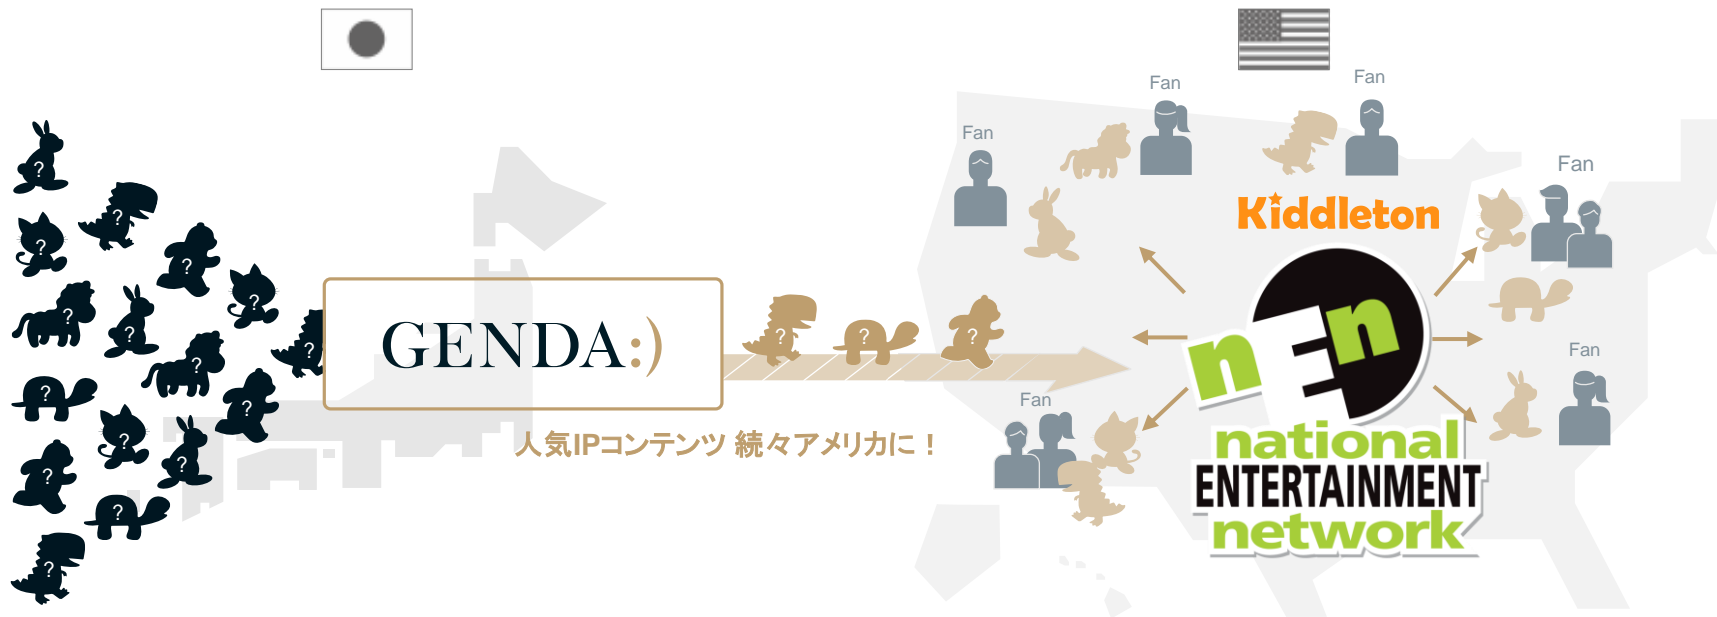 Fan
Fan
Fan
Fan
Kiddleton
? ? ? ? ? ? ? ? ? ? ? ? ? ? ? ? ?
GENDA:)
? ? ?
nEn
Fan
Fan
人気IPコンテンツ 続々アメリカに！
national
ENTERTAINMENT
network